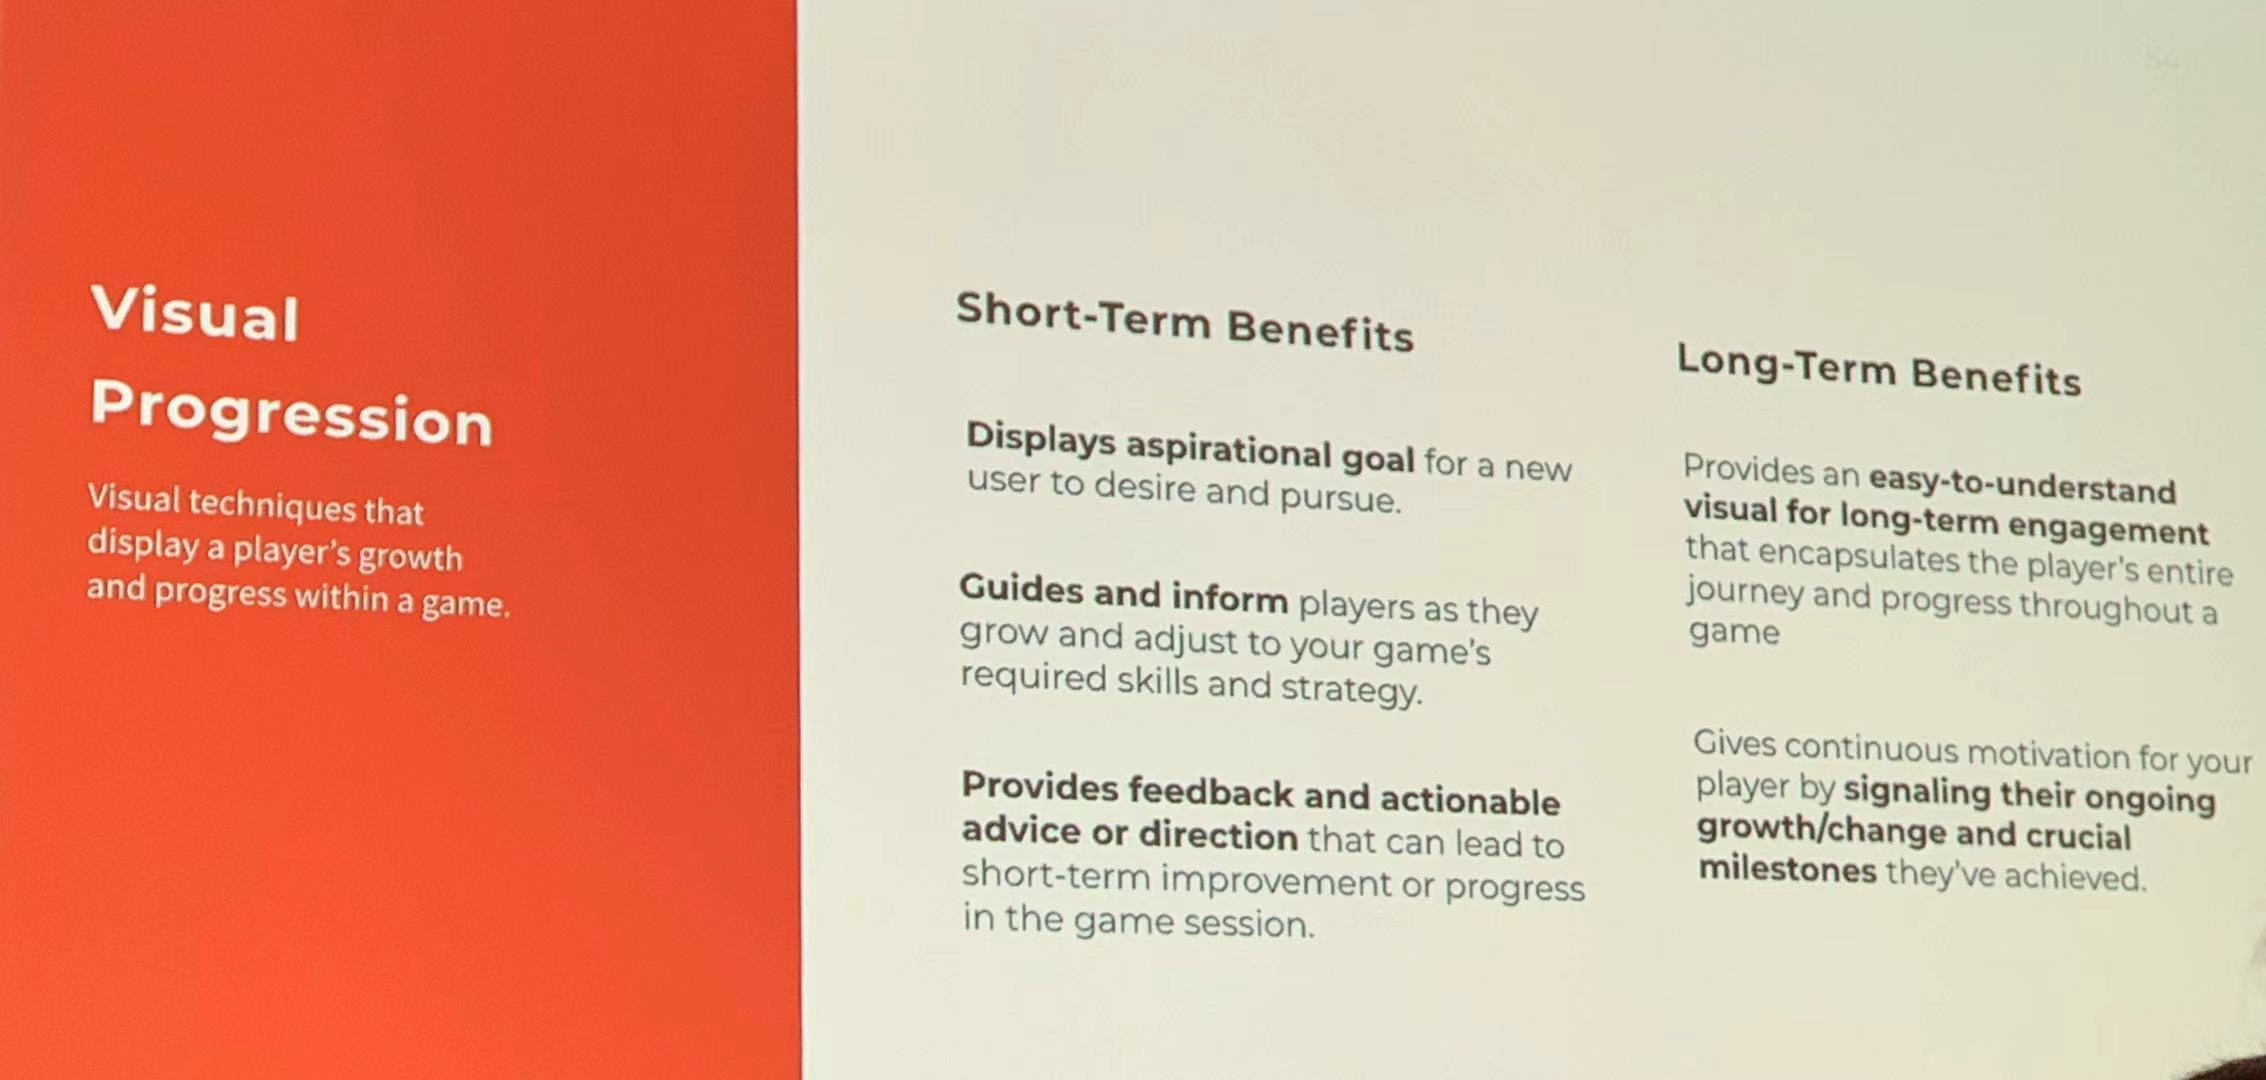 54
Visual
Progression
Visual techniques that
display a player's growth
and progress within a game.
Short-Term Benefits
Displays aspirational goal for a new
user to desire and pursue.
Guides and inform players as they
grow and adjust to your game's
required skills and strategy.
Provides feedback and actionable
advice or direction that can lead to
short-term improvement or progress
in the game session.
Long-Term Benefits
Provides an easy-to-understand
visual for long-term engagement
that encapsulates the player's entire
journey and progress throughout a
game
Gives continuous motivation for your
player by signaling their ongoing
growth/change and crucial
milestones they've achieved.